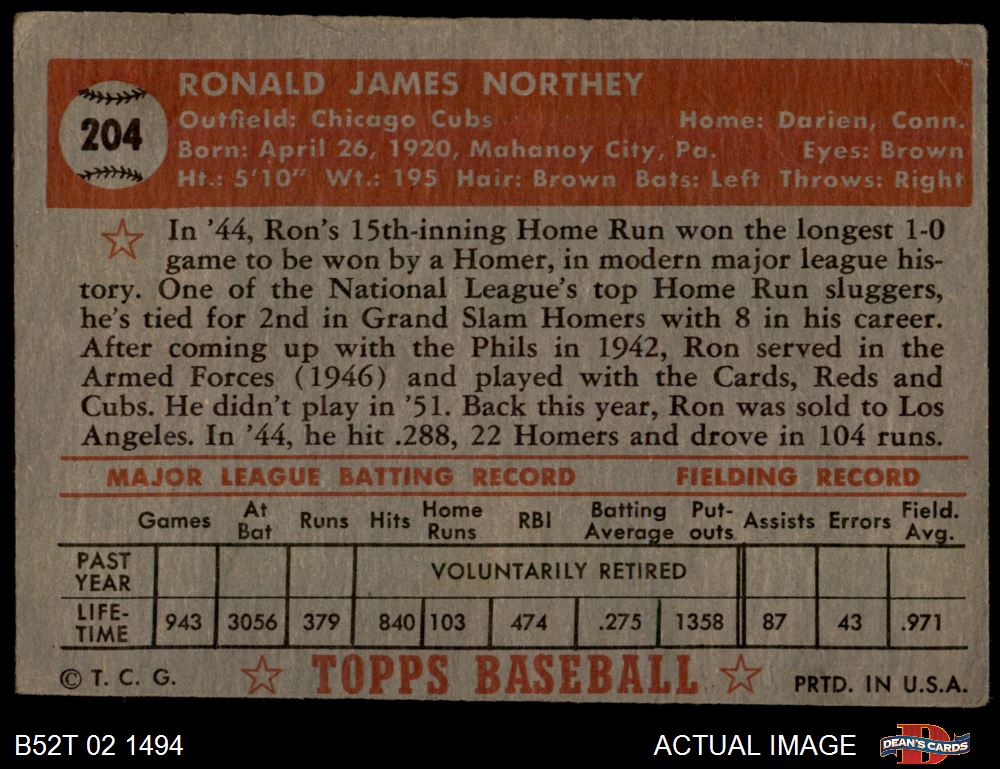 204
RONALD JAMES NORTHEY
Outfield: Chicago Cubs Home: Darien, Conn.
Born: April 26, 1920, Mahanoy City, Pa. Eyes: Brown
Ht.: 5'10" Wt.: 195 Hair: Brown Bats: Left Throws: Right
In '44, Ron's 15th-inning Home Run won the longest 1-0
game to be won by a Homer, in modern major league his-
tory. One of the National League's top Home Run sluggers,
he's tied for 2nd in Grand Slam Homers with 8 in his career.
After coming up with the Phils in 1942, Ron served in the
Armed Forces (1946) and played with the Cards, Reds and
Cubs. He didn't play in '51. Back this year, Ron was sold to Los
Angeles. In '44, he hit .288, 22 Homers and drove in 104 runs.
MAJOR LEAGUE BATTING RECORD FIELDING RECORD
Games At Bat Runs Hits Home Runs RBI Batting Average Put-outs Assists Errors Field. Avg.
PAST YEAR VOLUNTARILY RETIRED
LIFE-TIME 943 3056 379 840 103 474 .275 1358 87 43 .971
© T. C. G. TOPPS BASEBALL PRTD. IN U.S.A.
B52T 02 1494 ACTUAL IMAGE D DEAN'S CARDS